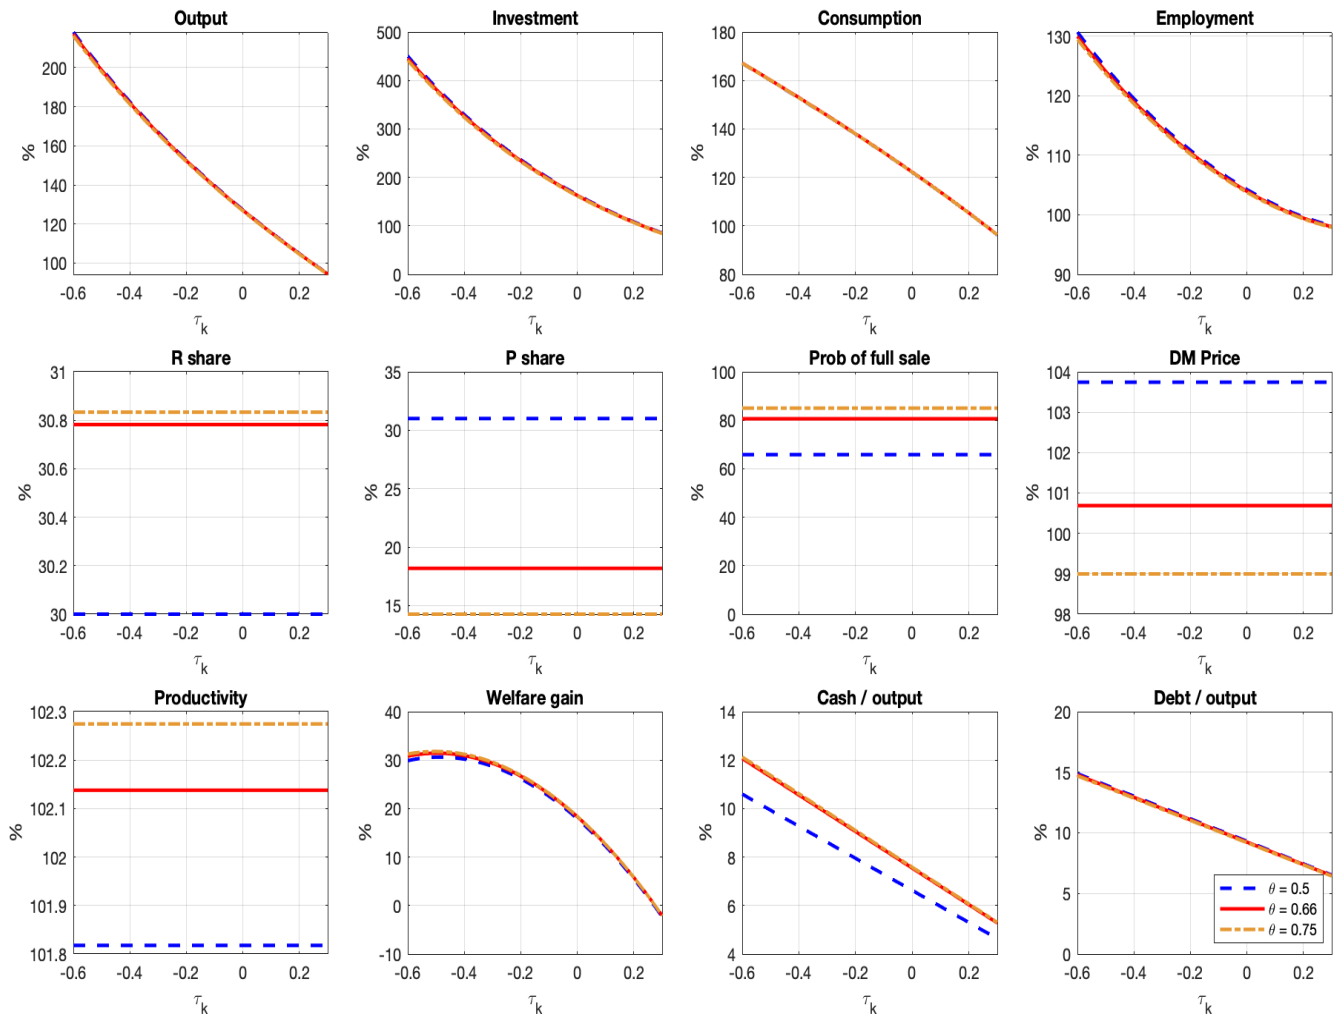 Output
200
180
160
140
120
100
%
-0.6 -0.4 -0.2 0 0.2
τk
Investment
500
400
300
200
100
0
%
-0.6 -0.4 -0.2 0 0.2
τk
Consumption
180
160
140
120
100
80
%
-0.6 -0.4 -0.2 0 0.2
τk
Employment
130
120
110
100
90
%
-0.6 -0.4 -0.2 0 0.2
τk
R share
31
30.8
30.6
30.4
30.2
30
%
-0.6 -0.4 -0.2 0 0.2
τk
P share
35
30
25
20
15
%
-0.6 -0.4 -0.2 0 0.2
τk
Prob of full sale
100
80
60
40
20
0
%
-0.6 -0.4 -0.2 0 0.2
τk
DM Price
104
103
102
101
100
99
98
%
-0.6 -0.4 -0.2 0 0.2
τk
Productivity
102.3
102.2
102.1
102
101.9
101.8
%
-0.6 -0.4 -0.2 0 0.2
τk
Welfare gain
40
30
20
10
0
-10
%
-0.6 -0.4 -0.2 0 0.2
τk
Cash / output
14
12
10
8
6
4
%
-0.6 -0.4 -0.2 0 0.2
τk
Debt / output
20
15
10
5
0
%
-0.6 -0.4 -0.2 0 0.2
τk
θ = 0.5
θ = 0.66
θ = 0.75